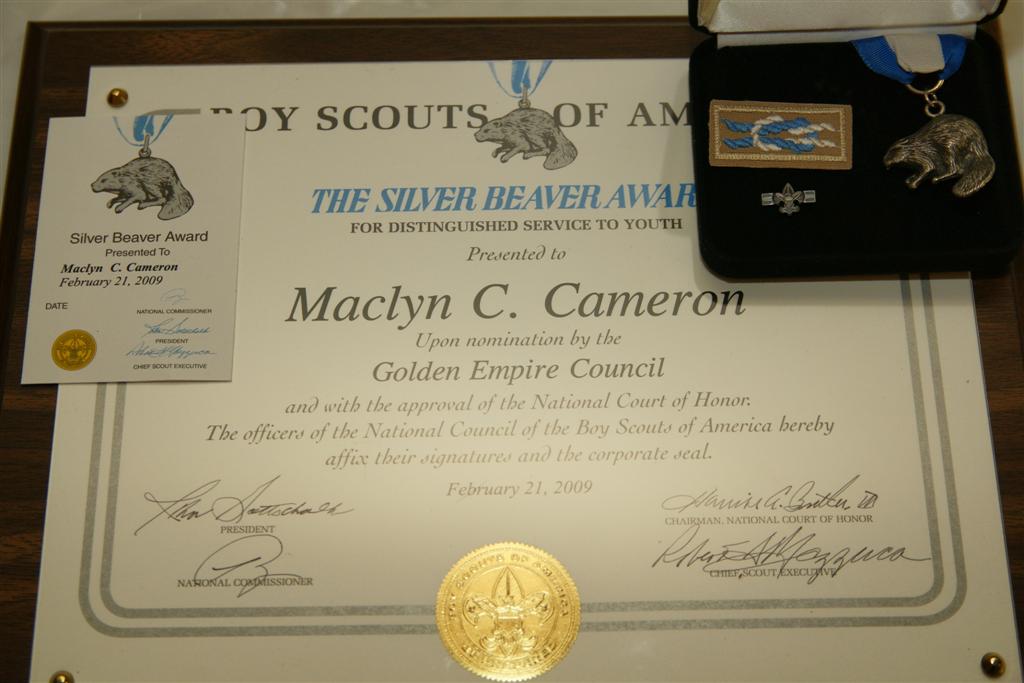 BOY SCOUTS OF AM
THE SILVER BEAVER AWAR
FOR DISTINGUISHED SERVICE TO YOUTH
Presented to
Maclyn C. Cameron
Upon nomination by the
Golden Empire Council
and with the approval of the National Court of Honor.
The officers of the National Council of the Boy Scouts of America hereby
affix their signatures and the corporate seal.
February 21, 2009
PRESIDENT
NATIONAL COMMISSIONER
CHAIRMAN, NATIONAL COURT OF HONOR
CHIEF SCOUT EXECUTIVE
BOY SCOUTS OF AMERICA
Silver Beaver Award
Presented To
Maclyn C. Cameron
February 21, 2009
DATE
NATIONAL COMMISSIONER
PRESIDENT
CHIEF SCOUT EXECUTIVE